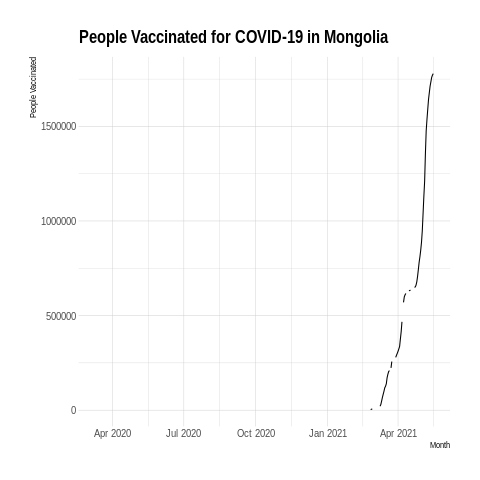 People Vaccinated for COVID-19 in Mongolia
People Vaccinated
1500000
1000000
500000
0
Apr 2020 Jul 2020 Oct 2020 Jan 2021 Apr 2021
Month